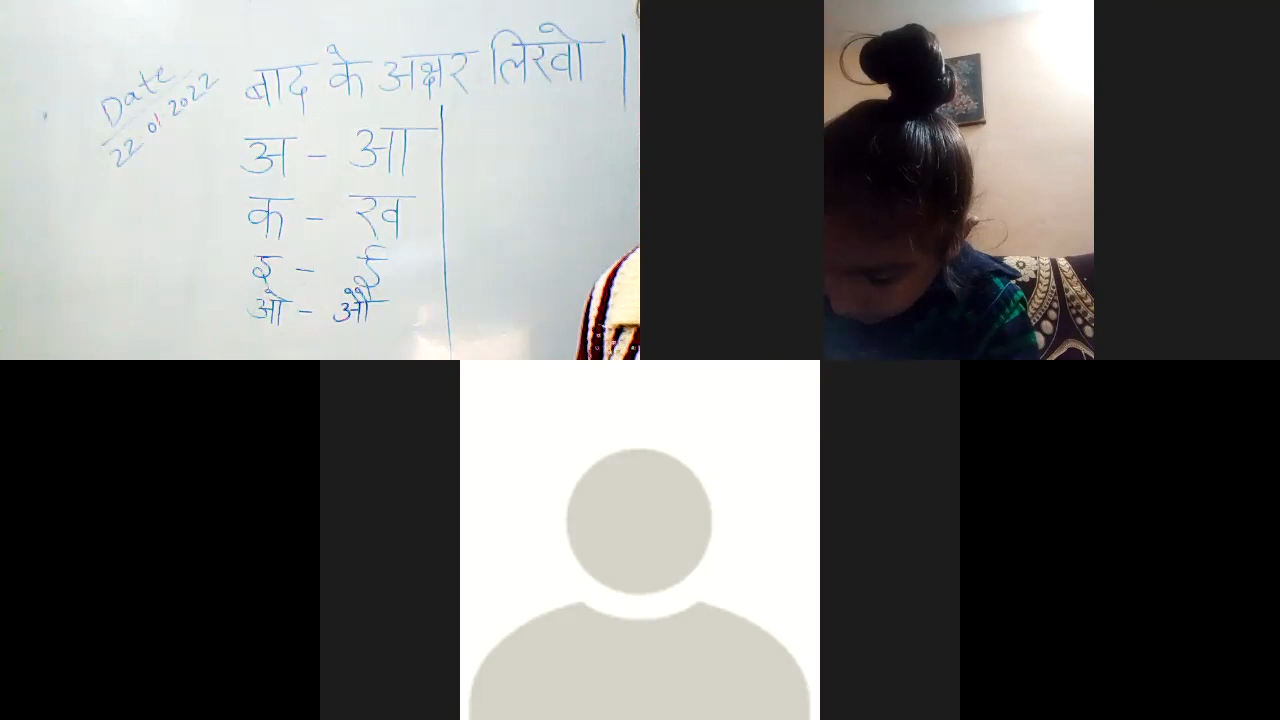 Date
22.01.2022
बाद के अक्षर लिखो |
अ - आ
क - ख
इ - ई
ओ - औ